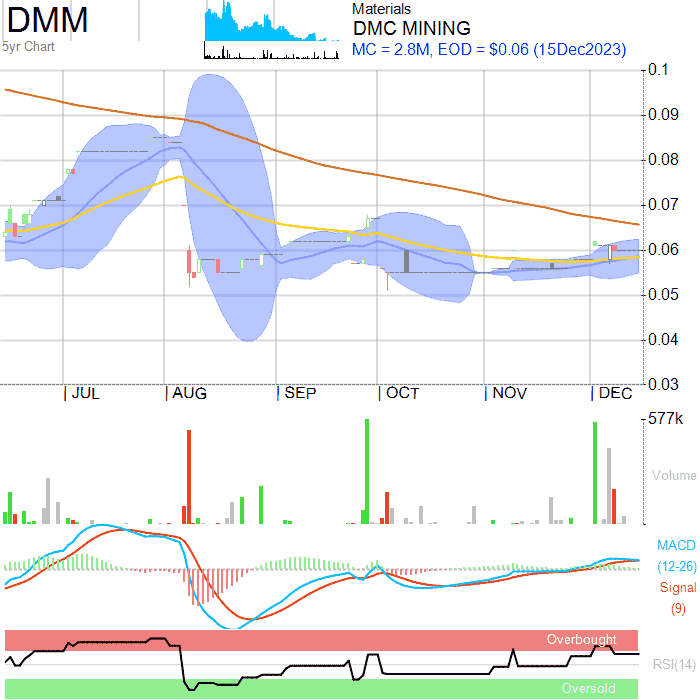 DMM
5yr Chart
Materials
DMC MINING
MC = 2.8M, EOD = $0.06 (15Dec2023)
0.1
0.09
0.08
0.07
0.06
0.05
0.04
0.03
JUL AUG SEP OCT NOV DEC
577k
Volume
MACD
(12-26)
Signal
(9)
Overbought
RSI(14)
Oversold